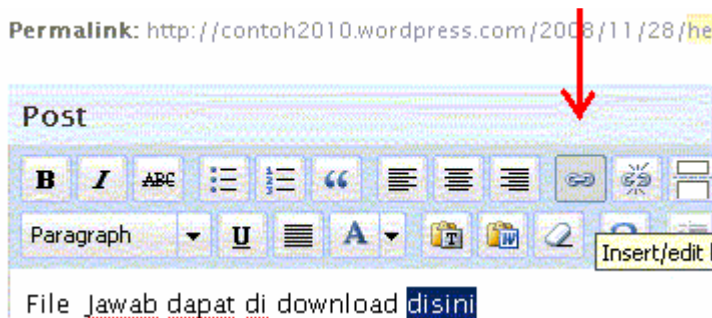 Permalink: http://contoh2010.wordpress.com/2008/11/28/he
Post
B I ABC
Paragraph U A T W
Insert/edit l
File Jawab dapat di download disini